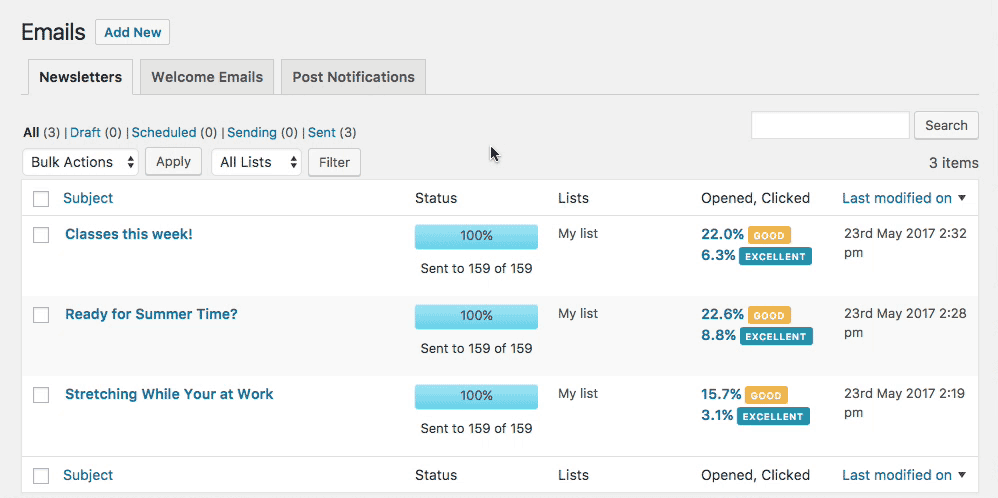 Emails Add New
Newsletters Welcome Emails Post Notifications
All (3) | Draft (0) | Scheduled (0) | Sending (0) | Sent (3)
Search
Bulk Actions Apply All Lists Filter
3 items
Subject Status Lists Opened, Clicked Last modified on
Classes this week! 100% My list 22.0% GOOD 23rd May 2017 2:32
6.3% EXCELLENT pm
Sent to 159 of 159
Ready for Summer Time? 100% My list 22.6% GOOD 23rd May 2017 2:28
8.8% EXCELLENT pm
Sent to 159 of 159
Stretching While Your at Work 100% My list 15.7% GOOD 23rd May 2017 2:19
3.1% EXCELLENT pm
Sent to 159 of 159
Subject Status Lists Opened, Clicked Last modified on